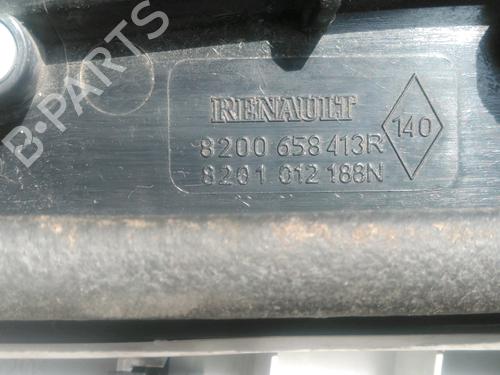 B-PARTS
RENAULT
8200 658 413R
8201 012 188N
140